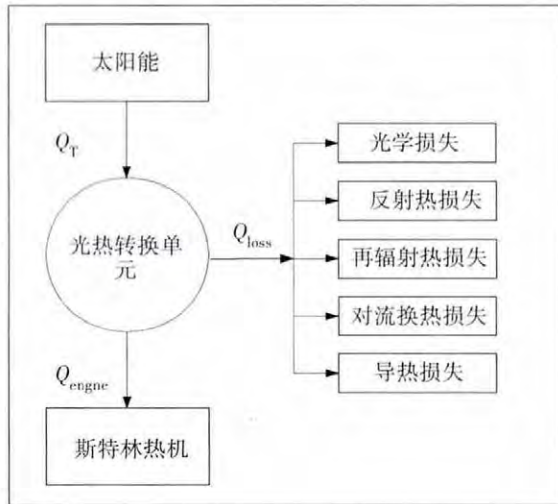 太阳能
Q_T
光热转换单
元
Q_loss
光学损失
反射热损失
再辐射热损失
对流换热损失
导热损失
Q_engne
斯特林热机